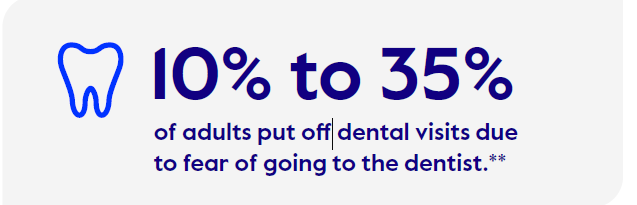 10% to 35%
of adults put off dental visits due
to fear of going to the dentist.**